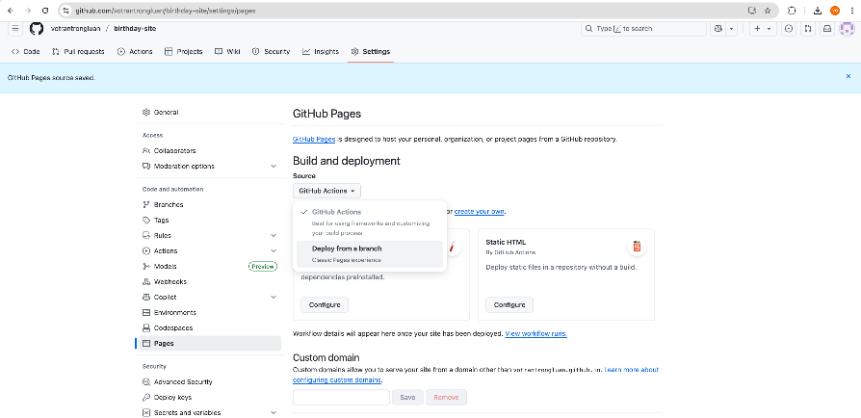 github.com/votrantrongluan/birthday-site/settings/pages
votrantrongluan / birthday-site
Type / to search
Code
Pull requests
Actions
Projects
Wiki
Security
Insights
Settings
GitHub Pages source saved.
General
Access
Collaborators
Moderation options
Code and automation
Branches
Tags
Rules
Actions
Models
Preview
Webhooks
Copilot
Environments
Codespaces
Pages
Security
Advanced Security
Deploy keys
Secrets and variables
GitHub Pages
GitHub Pages is designed to host your personal, organization, or project pages from a GitHub repository.
Build and deployment
Source
GitHub Actions
or create your own.
GitHub Actions
Best for using frameworks and customizing
your build process
Deploy from a branch
Classic Pages experience
dependencies preinstalled.
Configure
Static HTML
By GitHub Actions
Deploy static files in a repository without a build.
Configure
Workflow details will appear here once your site has been deployed. View workflow runs.
Custom domain
Custom domains allow you to serve your site from a domain other than votrantrongluan.github.io. Learn more about
configuring custom domains.
Save
Remove